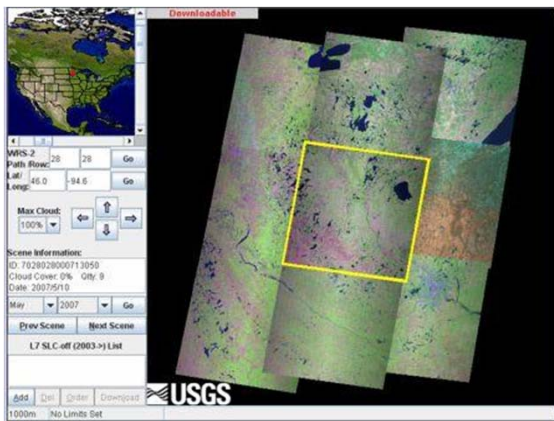 Downloadable
WRS-2
Path/Row: 28 28 Go
Lat/
Long: 46.0 -94.6 Go
Max Cloud:
100%
Scene Information:
ID: 7028028000713050
Cloud Cover: 0% Qlty: 9
Date: 2007/5/10
May 2007 Go
Prev Scene Next Scene
L7 SLC-off (2003->) List
Add Del Order Download
USGS
1000m No Limits Set